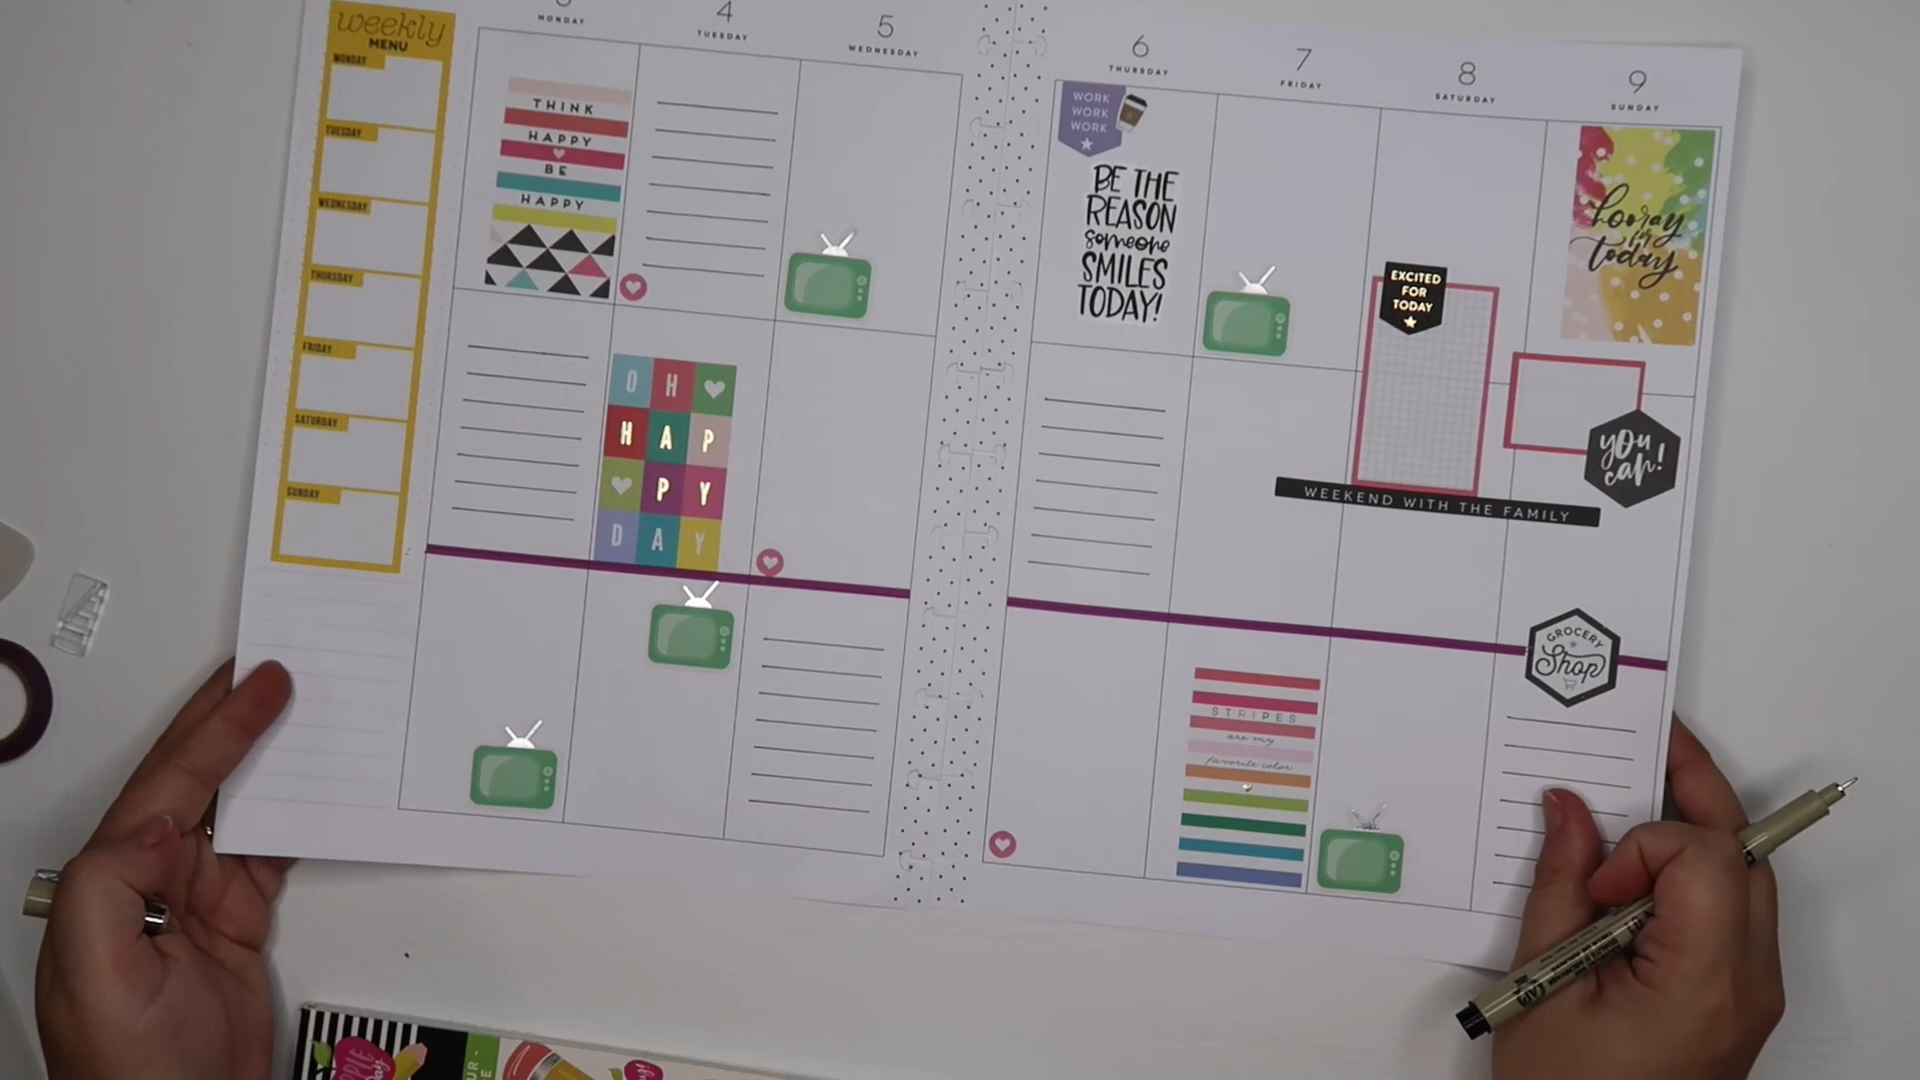 weekly
MENU
MONDAY
TUESDAY
WEDNESDAY
THURSDAY
FRIDAY
SATURDAY
SUNDAY
MONDAY
4
TUESDAY
5
WEDNESDAY
6
THURSDAY
7
FRIDAY
8
SATURDAY
9
SUNDAY
THINK
HAPPY
BE
HAPPY
OH
HAP
PY
DAY
WORK
WORK
WORK
BE THE
REASON
someone
SMILES
TODAY!
EXCITED
FOR
TODAY
hooray
for
today
you
can!
WEEKEND WITH THE FAMILY
GROCERY
Shop
STRIPES
are my
favorite color